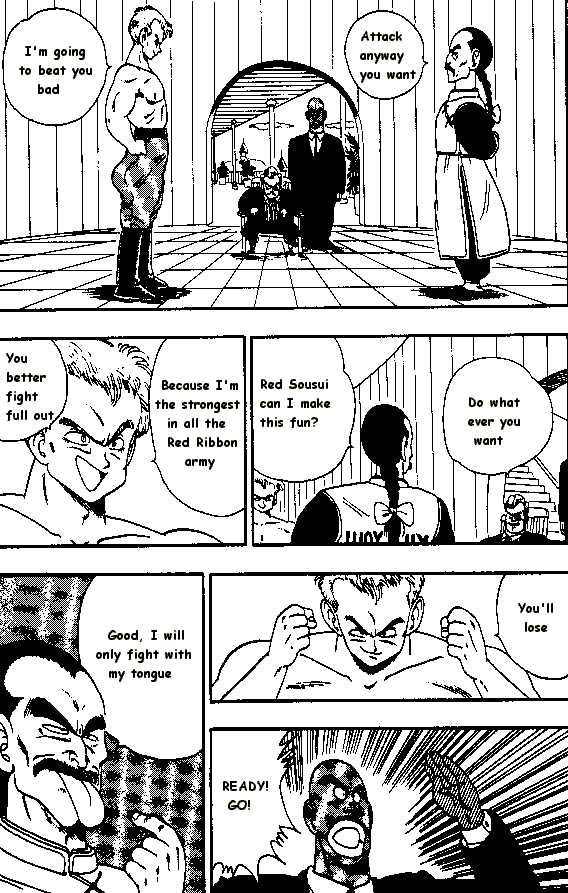 I'm going
to beat you
bad
Attack
anyway
you want
You
better
fight
full out
Because I'm
the strongest
in all the
Red Ribbon
army
Red Sousui
can I make
this fun?
Do what
ever you
want
Good, I will
only fight with
my tongue
You'll
lose
READY!
GO!